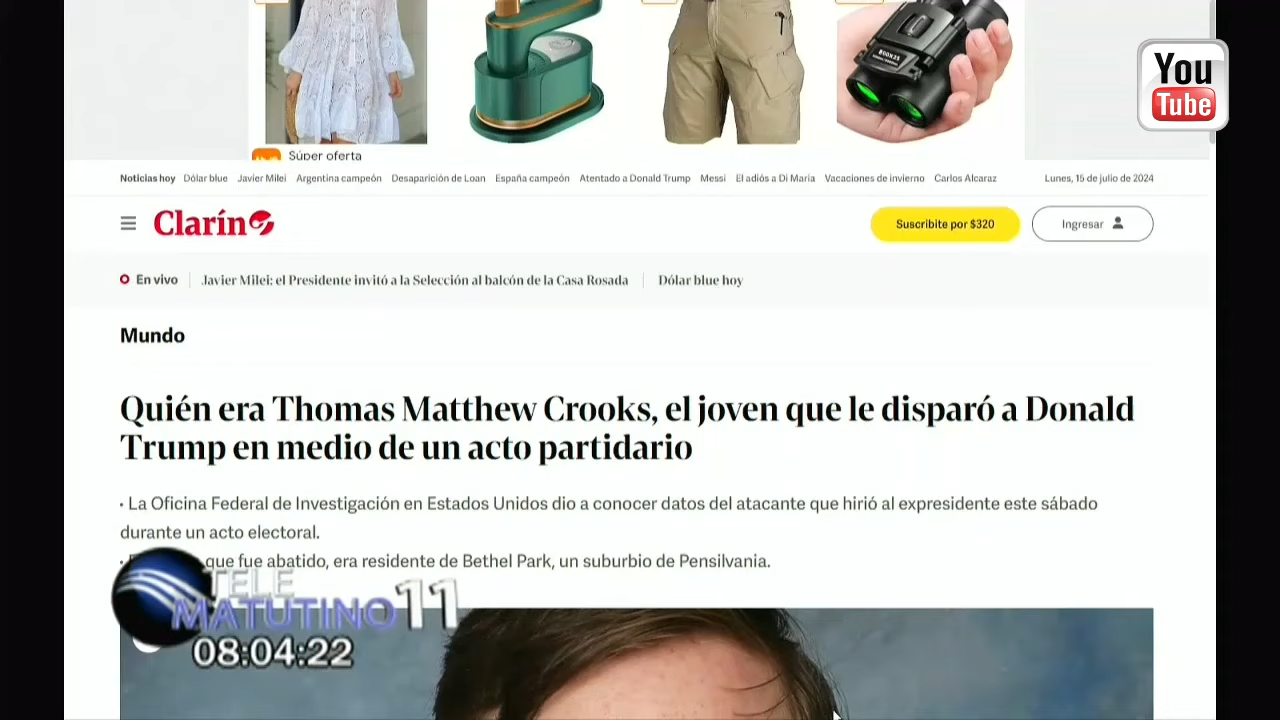 You
Tube
Súper oferta
Noticias hoy Dólar blue Javier Milei Argentina campeón Desaparición de Loan España campeón Atentado a Donald Trump Messi El adiós a Di Maria Vacaciones de invierno Carlos Alcaraz Lunes, 15 de julio de 2024
Clarín Suscribite por $320 Ingresar
En vivo Javier Milei: el Presidente invitó a la Selección al balcón de la Casa Rosada Dólar blue hoy
Mundo
Quién era Thomas Matthew Crooks, el joven que le disparó a Donald
Trump en medio de un acto partidario
· La Oficina Federal de Investigación en Estados Unidos dio a conocer datos del atacante que hirió al expresidente este sábado
durante un acto electoral.
que fue abatido, era residente de Bethel Park, un suburbio de Pensilvania.
TELE
MATUTINO 11
08:04:22